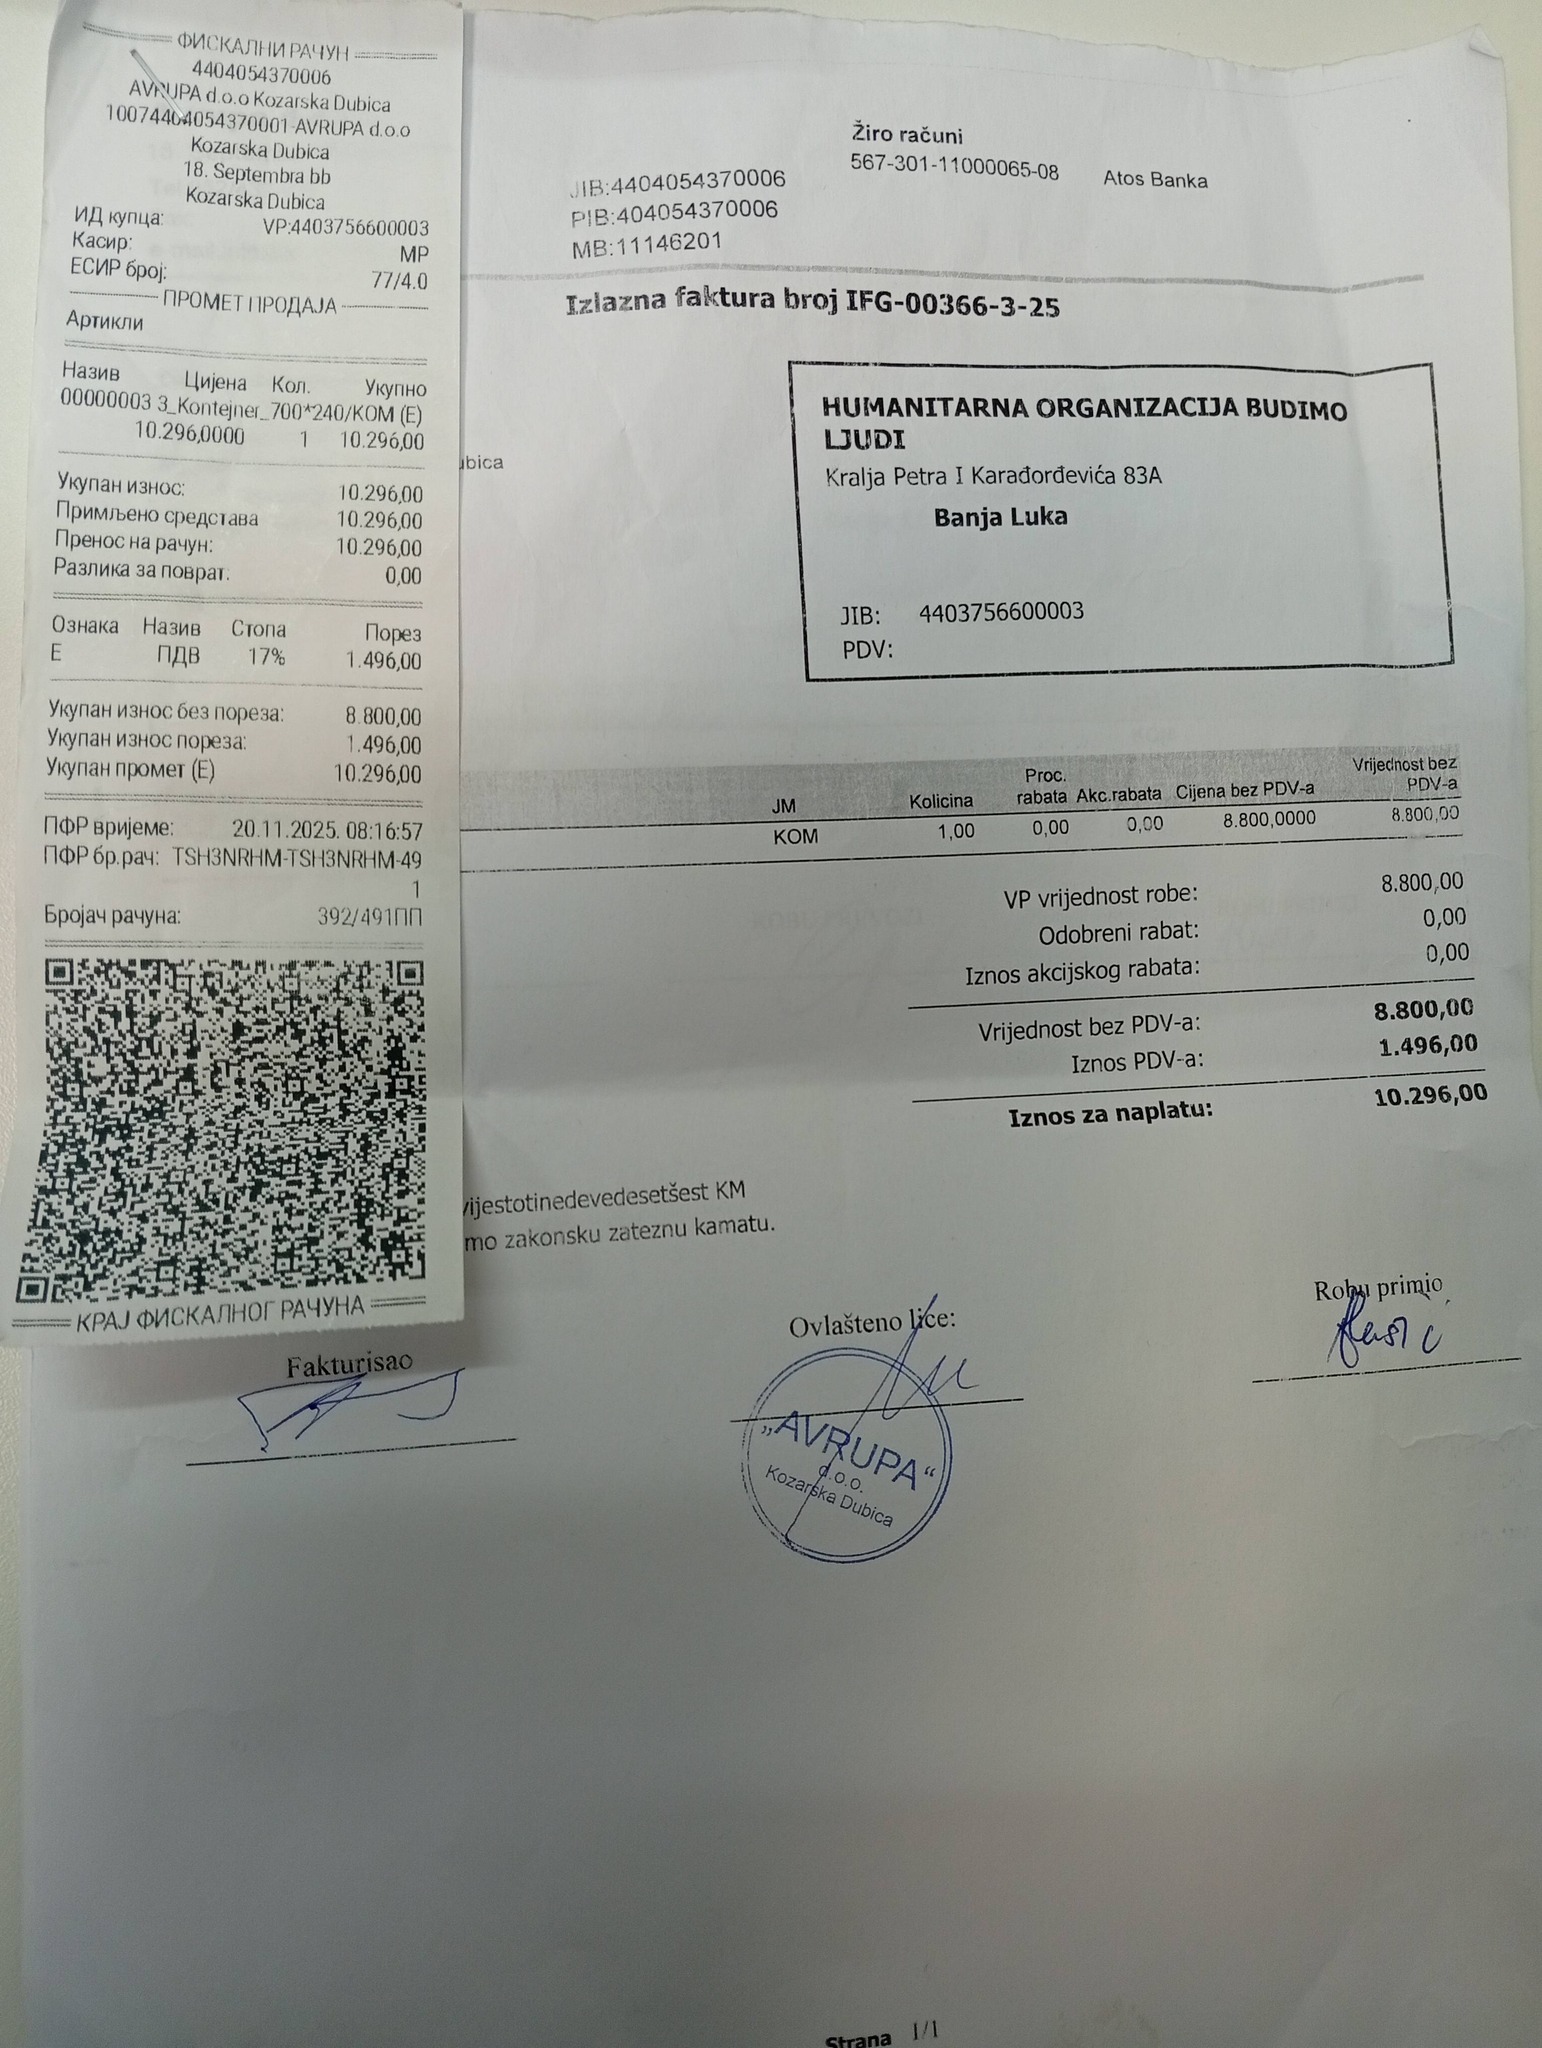 ФИСКАЛНИ РАЧУН
4404054370006
AVRUPA d.o.o Kozarska Dubica
10074404054370001-AVRUPA d.o.o
Kozarska Dubica
18. Septembra bb
Kozarska Dubica
ИД купца: VP:4403756600003
Касир: MP
ЕСИР број: 77/4.0
ПРОМЕТ ПРОДАЈА
Артикли
Назив Цијена Кол. Укупно
00000003 3_Kontejner_700*240/KOM (E)
10.296,0000 1 10.296,00
Укупан износ: 10.296,00
Примљено средстава 10.296,00
Пренос на рачун: 10.296,00
Разлика за поврат: 0,00
Ознака Назив Стопа Порез
Е ПДВ 17% 1.496,00
Укупан износ без пореза: 8.800,00
Укупан износ пореза: 1.496,00
Укупан промет (Е) 10.296,00
ПФР вријеме: 20.11.2025. 08:16:57
ПФР бр.рач: TSH3NRHM-TSH3NRHM-49
1
Бројач рачуна: 392/491ПП
КРАЈ ФИСКАЛНОГ РАЧУНА
Žiro računi
567-301-11000065-08 Atos Banka
JIB:4404054370006
PIB:404054370006
MB:11146201
Izlazna faktura broj IFG-00366-3-25
HUMANITARNA ORGANIZACIJA BUDIMO
LJUDI
Kralja Petra I Karađorđevića 83A
Banja Luka
JIB: 4403756600003
PDV:
ubica
JM Kolicina Proc. rabata Akc.rabata Cijena bez PDV-a Vrijednost bez PDV-a
KOM 1,00 0,00 0,00 8.800,0000 8.800,00
VP vrijednost robe: 8.800,00
Odobreni rabat: 0,00
Iznos akcijskog rabata: 0,00
Vrijednost bez PDV-a: 8.800,00
Iznos PDV-a: 1.496,00
Iznos za naplatu: 10.296,00
vijestotinedevedesetšest KM
mo zakonsku zateznu kamatu.
Fakturisao
Ovlašteno lice:
Robu primio
„AVRUPA“
d.o.o.
Kozarska Dubica
Strana 1/1